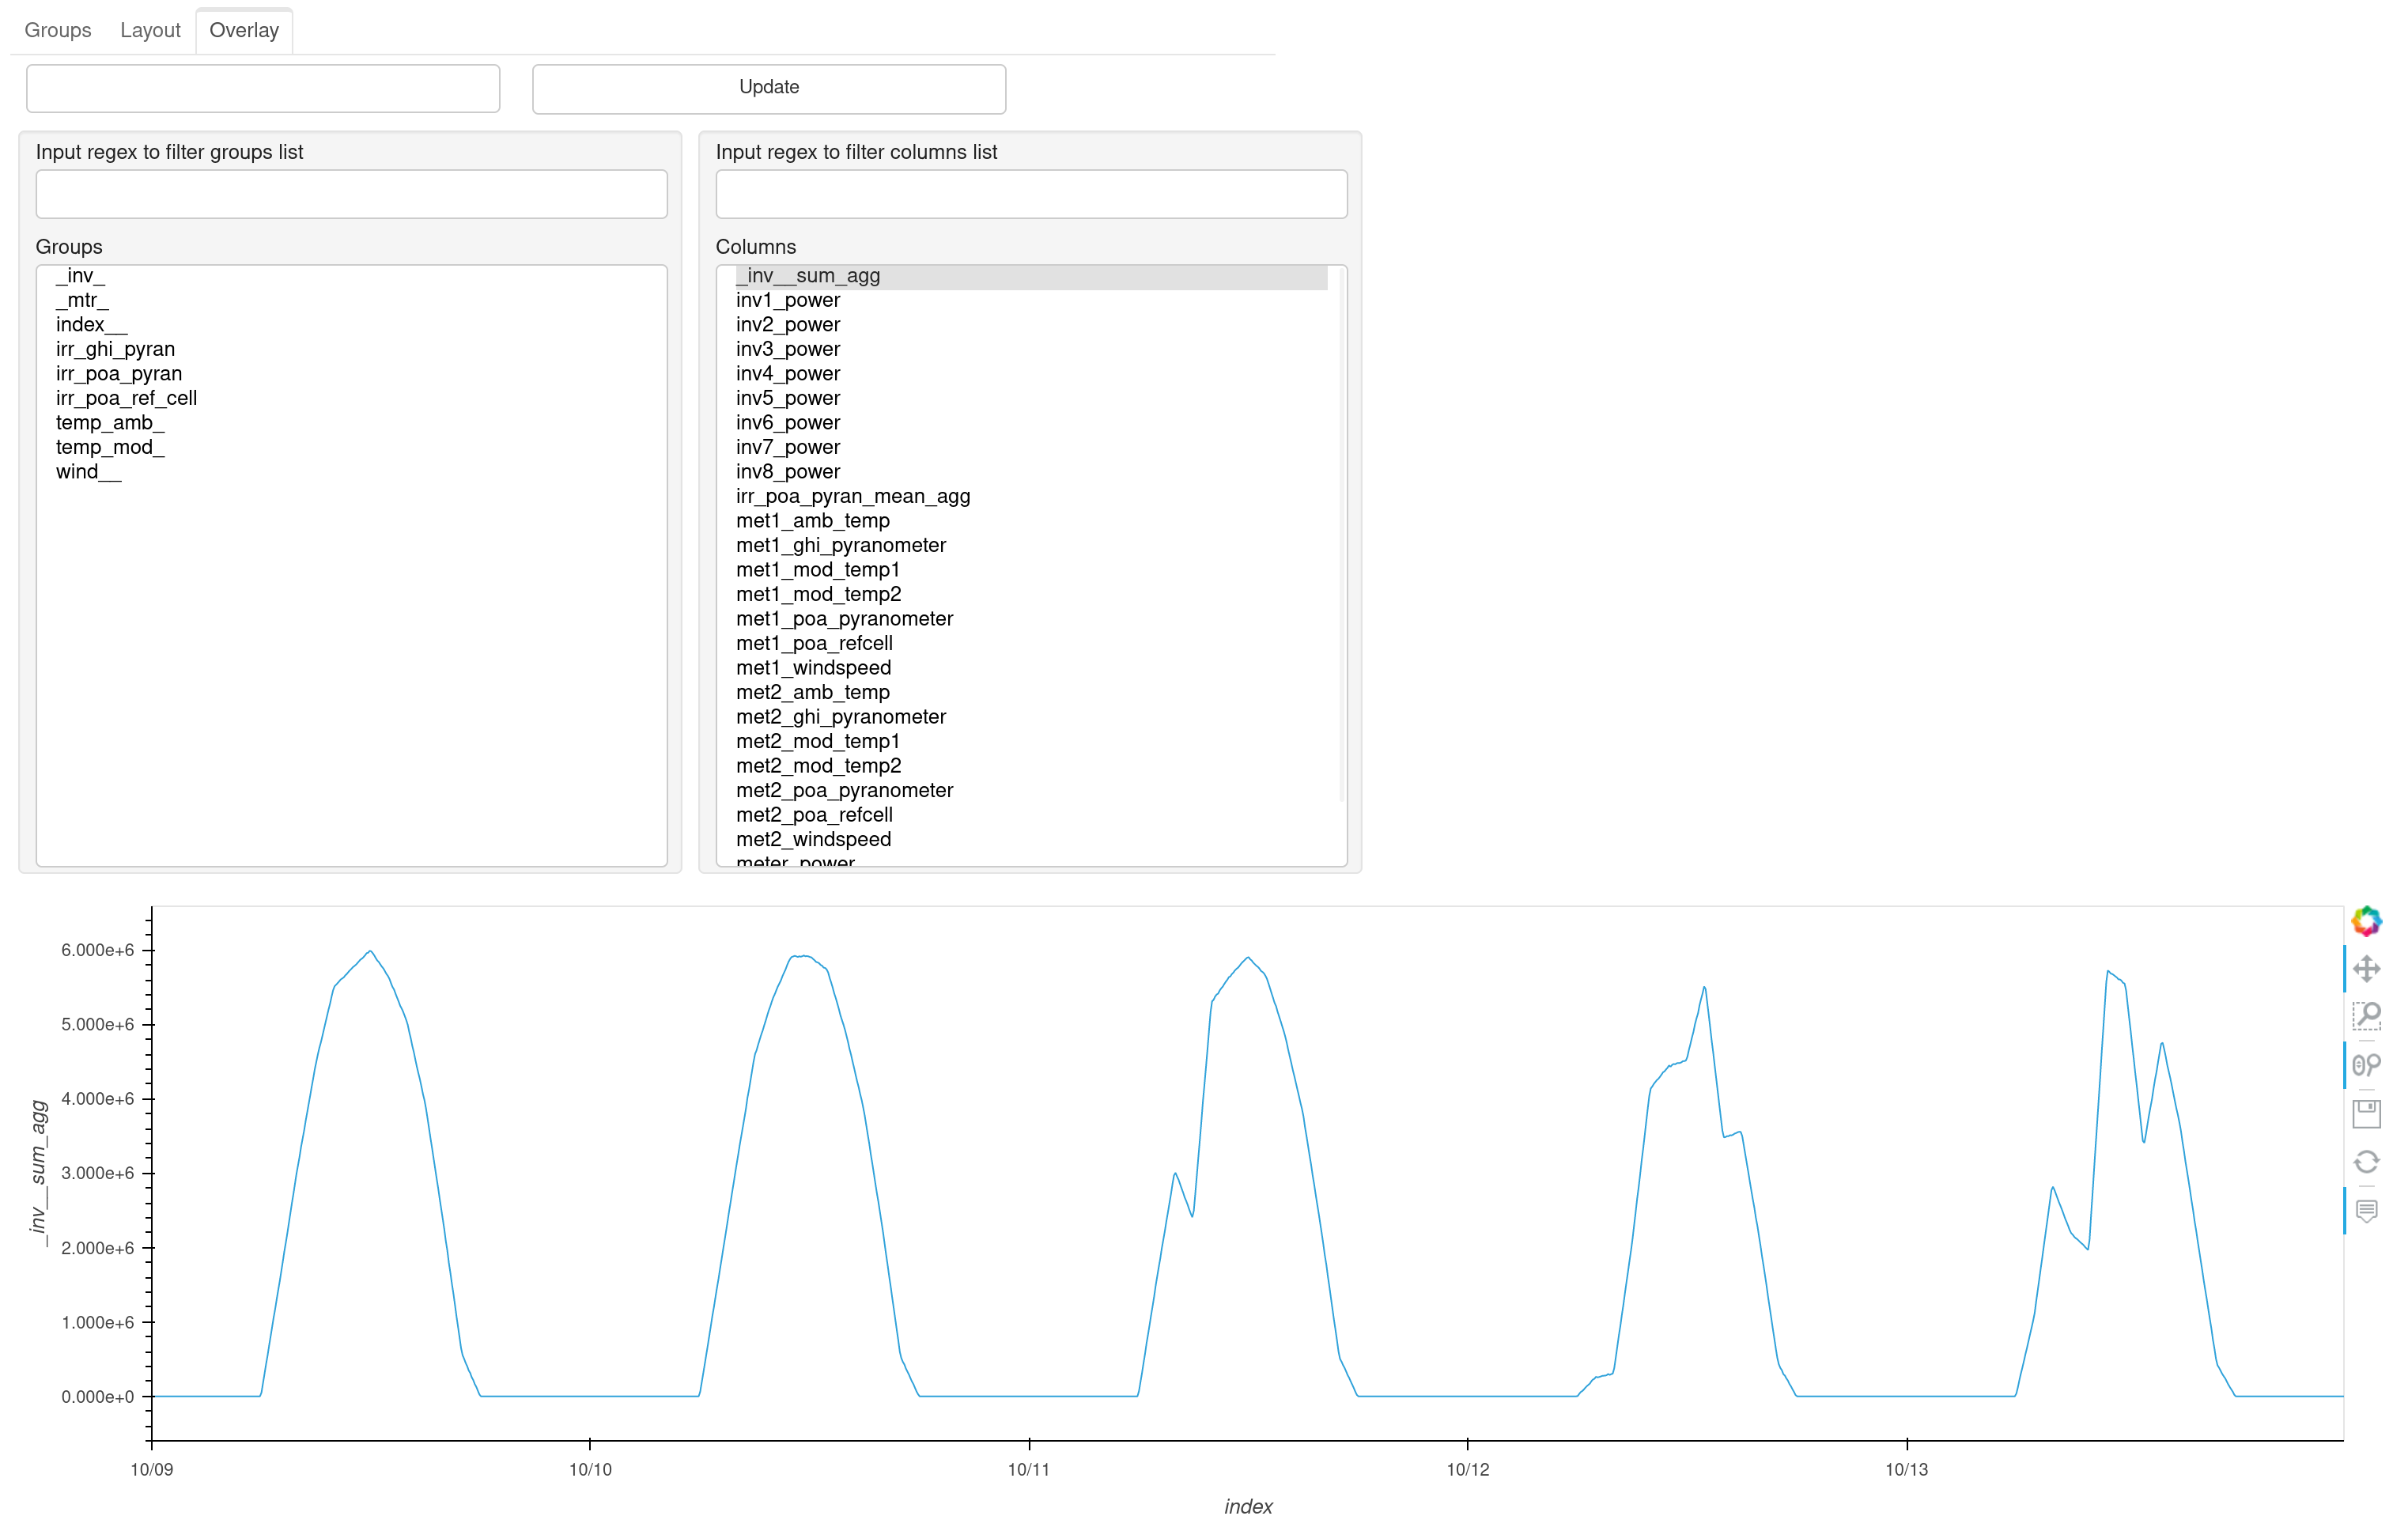 Groups Layout Overlay
Update
Input regex to filter groups list
Groups
_inv_
_mtr_
index__
irr_ghi_pyran
irr_poa_pyran
irr_poa_ref_cell
temp_amb_
temp_mod_
wind__
Input regex to filter columns list
Columns
_inv__sum_agg
inv1_power
inv2_power
inv3_power
inv4_power
inv5_power
inv6_power
inv7_power
inv8_power
irr_poa_pyran_mean_agg
met1_amb_temp
met1_ghi_pyranometer
met1_mod_temp1
met1_mod_temp2
met1_poa_pyranometer
met1_poa_refcell
met1_windspeed
met2_amb_temp
met2_ghi_pyranometer
met2_mod_temp1
met2_mod_temp2
met2_poa_pyranometer
met2_poa_refcell
met2_windspeed
meter_power
_inv__sum_agg
6.000e+6
5.000e+6
4.000e+6
3.000e+6
2.000e+6
1.000e+6
0.000e+0
10/09 10/10 10/11 10/12 10/13
index